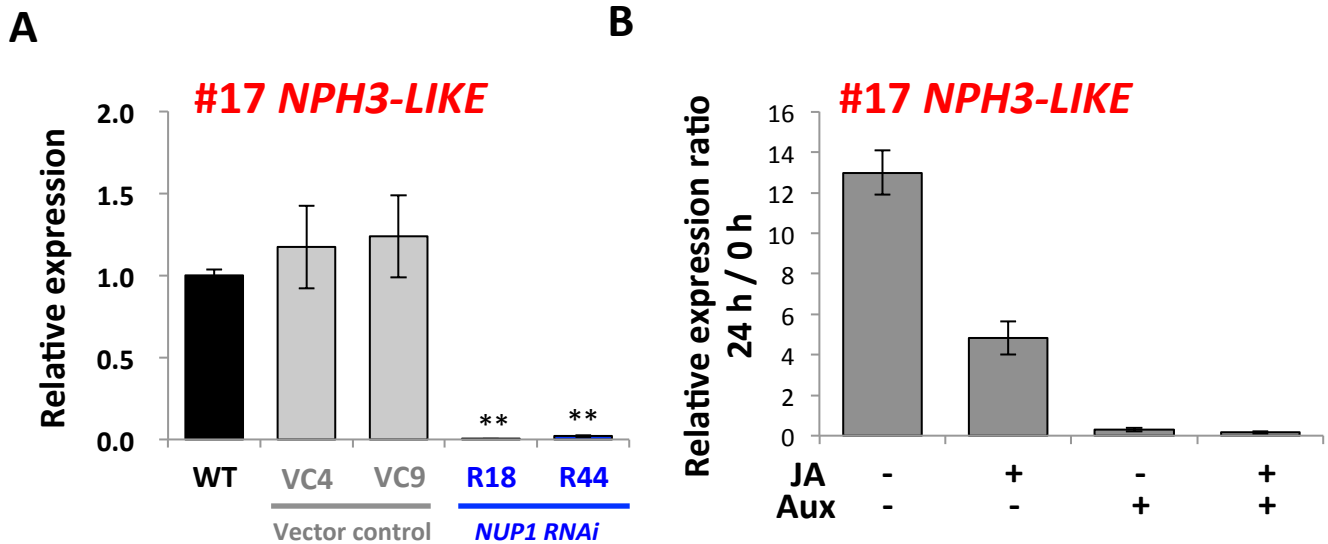 A
#17 NPH3-LIKE
Relative expression
2.0
1.5
1.0
0.5
0.0
** **
WT VC4 VC9 R18 R44
Vector control NUP1 RNAi
B
#17 NPH3-LIKE
Relative expression ratio
24 h / 0 h
16
14
12
10
8
6
4
2
0
JA - + - +
Aux - - + +